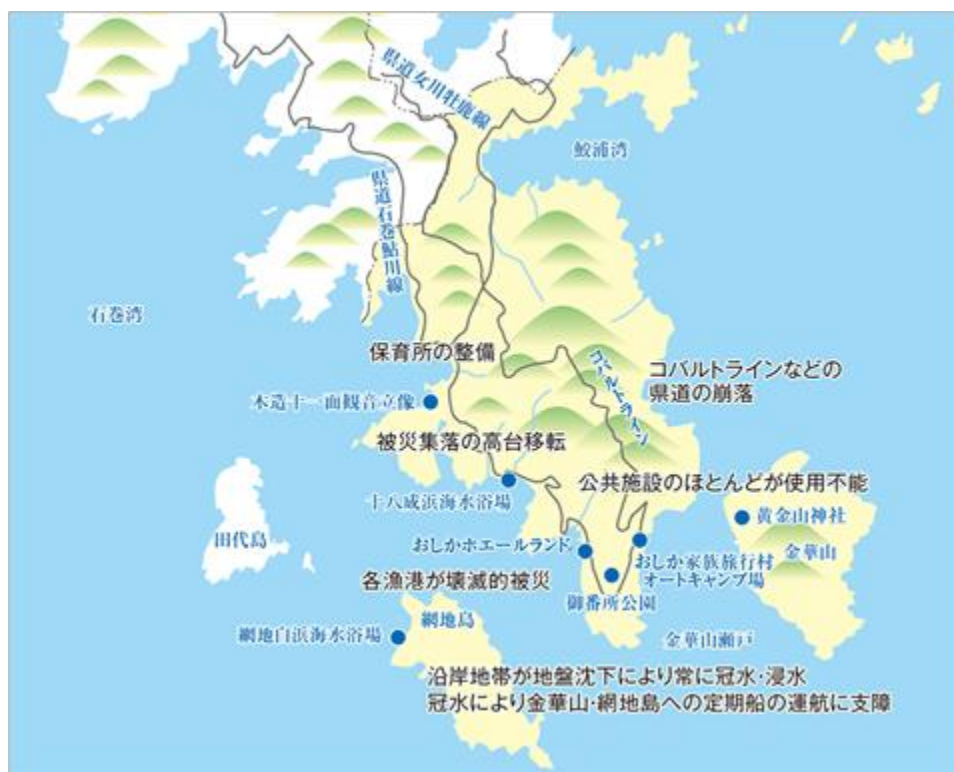 県道女川牡鹿線
鮫浦湾
県道石巻鮎川線
石巻湾
保育所の整備
コバルトライン
コバルトラインなどの
県道の崩落
木造十一面観音立像
被災集落の高台移転
公共施設のほとんどが使用不能
十八成浜海水浴場
黄金山神社
田代島
おしかホエールランド
おしか家族旅行村
オートキャンプ場
金華山
各漁港が壊滅的被災
御番所公園
網地島
網地白浜海水浴場
金華山瀬戸
沿岸地帯が地盤沈下により常に冠水・浸水
冠水により金華山・網地島への定期船の運航に支障